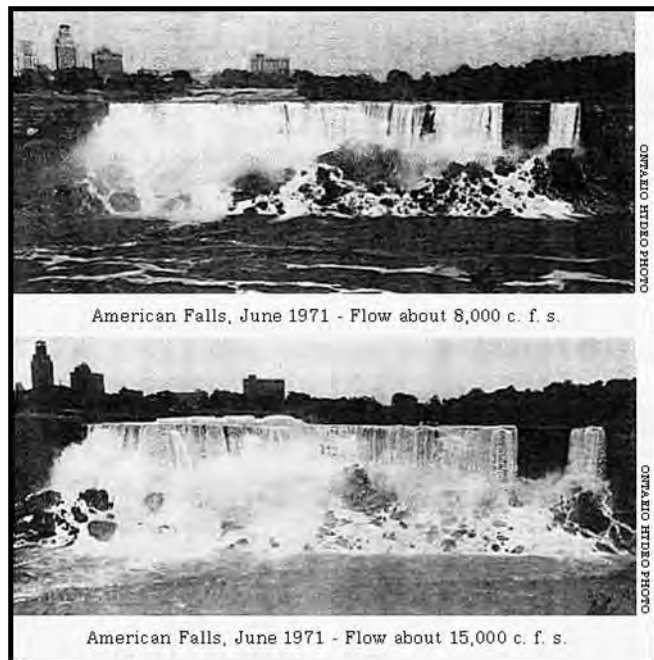 ONTARIO HYDRO PHOTO
American Falls, June 1971 - Flow about 8,000 c. f. s.
ONTARIO HYDRO PHOTO
American Falls, June 1971 - Flow about 15,000 c. f. s.